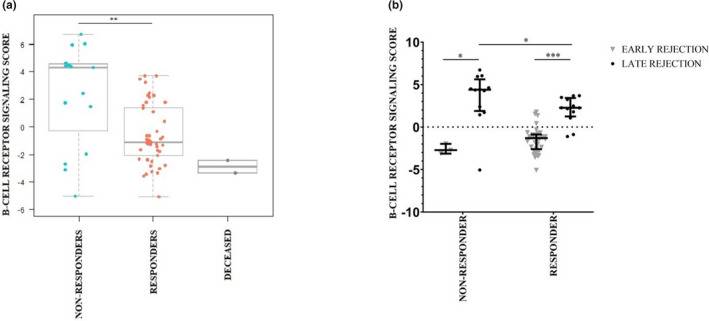 (a)
**
B-CELL RECEPTOR SIGNALING SCORE
6
4
2
0
-2
-4
-6
NON-RESPONDERS
RESPONDERS
DECEASED
(b)
B-CELL RECEPTOR SIGNALING SCORE
10
5
0
-5
-10
*
*
***
NON-RESPONDER
RESPONDER
EARLY REJECTION
LATE REJECTION